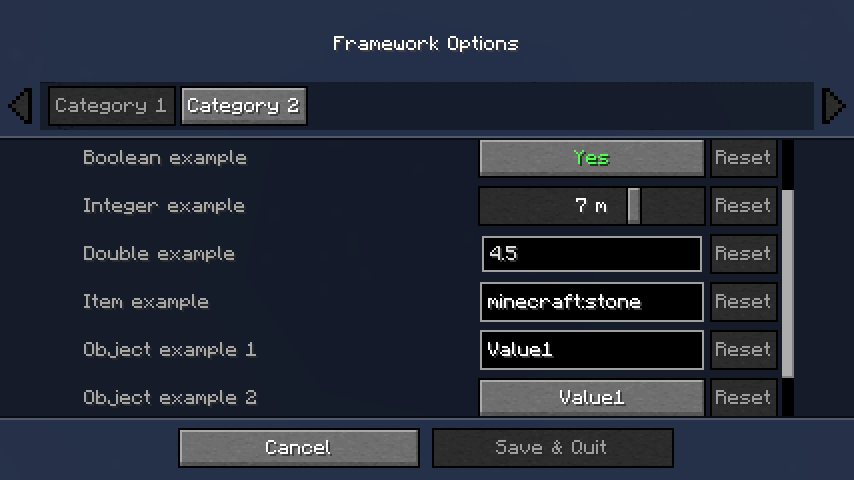 Framework Options
Category 1 Category 2
Boolean example Yes Reset
Integer example 7 m Reset
Double example 4.5 Reset
Item example minecraft:stone Reset
Object example 1 Value1 Reset
Object example 2 Value1 Reset
Cancel Save & Quit